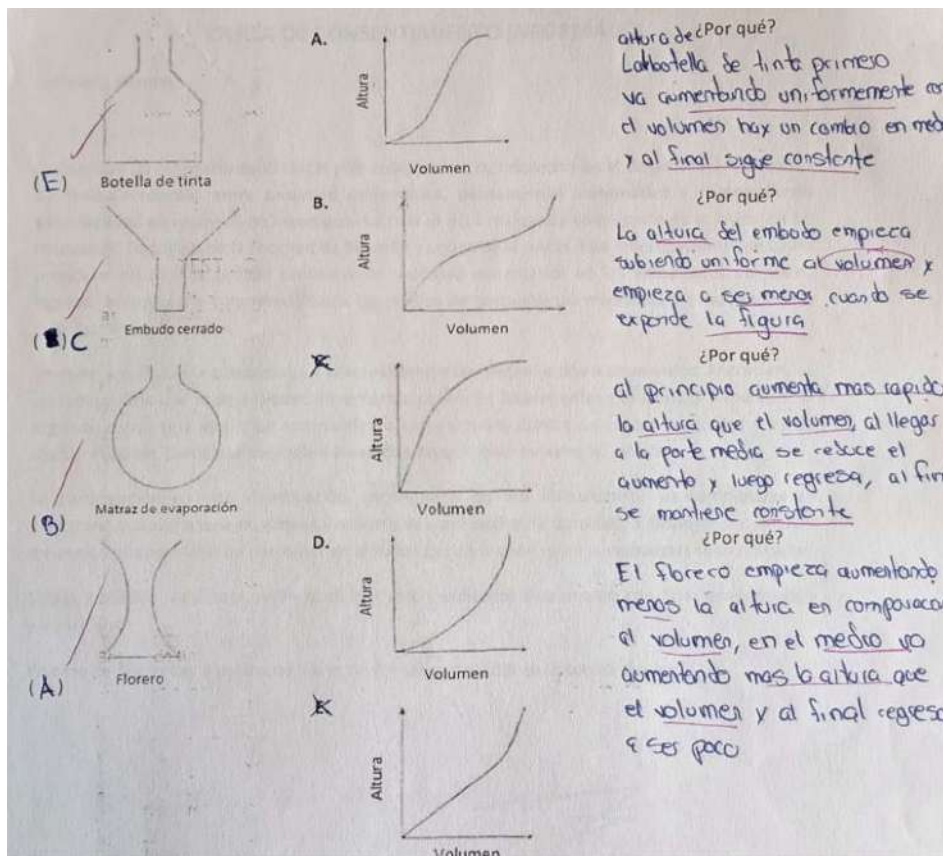 altura de ¿Por qué?
A.
La botella de tinta primero
va aumentando uniformemente con
Altura
el volumen hay un cambio en med
Volumen
y al final sigue constante
(E) Botella de tinta
¿Por qué?
B.
La altura del embudo empieza
Altura
subiendo uniforme al volumen y
empieza a ser menor cuando se
Embudo cerrado
Volumen
exponde la figura
( ) C
¿Por qué?
al principio aumenta mas rapido
la altura que el volumen, al llegar
Altura
a la parte media se reduce el
aumento y luego regresa, al fin
Matraz de evaporación
Volumen
se mantiene constante
(B)
¿Por qué?
D.
El florero empieza aumentando
Altura
menos la altura en comparaco
al volumen, en el medio va
Florero
Volumen
aumentando mas la altura que
(A)
el volumen y al final regresa
a ser poco
Altura
Volumen